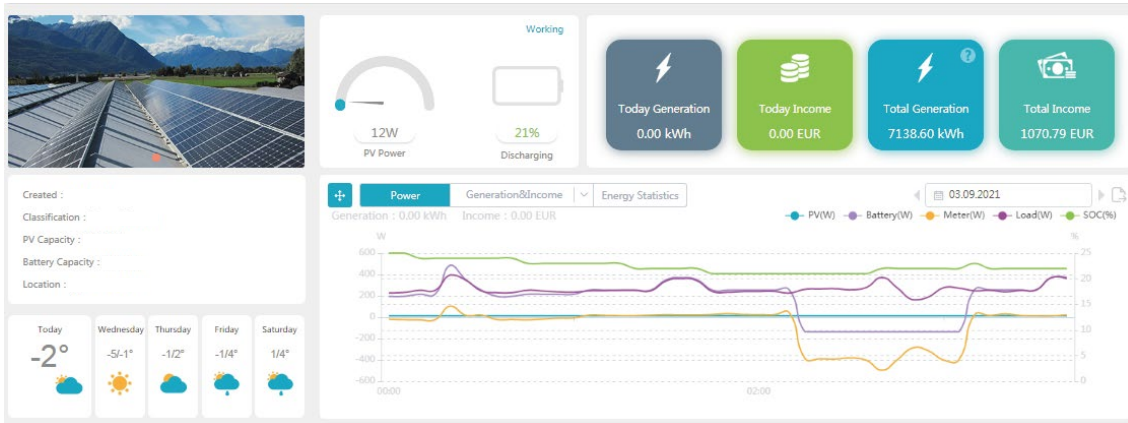 Working
12W
PV Power
21%
Discharging
Today Generation
0.00 kWh
Today Income
0.00 EUR
?
Total Generation
7138.60 kWh
Total Income
1070.79 EUR
Created :
Classification :
PV Capacity :
Battery Capacity :
Location :
Power Generation&Income Energy Statistics
03.09.2021
Generation : 0.00 kWh Income : 0.00 EUR
PV(W) Battery(W) Meter(W) Load(W) SOC(%)
W %
600 25
400 20
200 15
0
-200 10
-400 5
-600 0
00:00 02:00
Today Wednesday Thursday Friday Saturday
-2° -5/-1° -1/2° -1/4° 1/4°